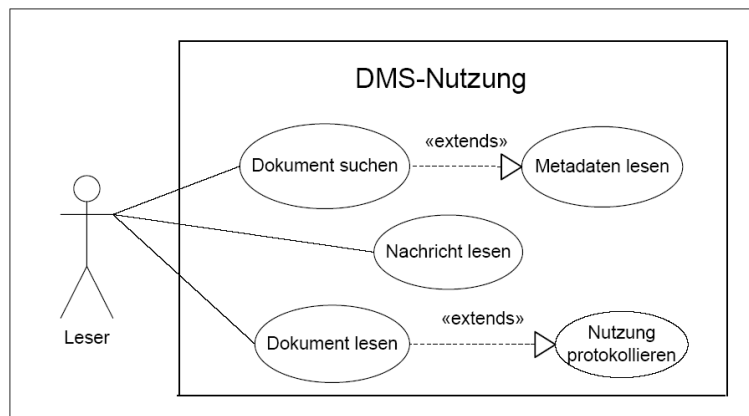 DMS-Nutzung
«extends»
Dokument suchen
Metadaten lesen
Nachricht lesen
Leser
«extends»
Dokument lesen
Nutzung
protokollieren